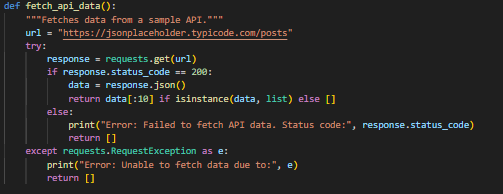 def fetch_api_data():
    """Fetches data from a sample API."""
    url = "https://jsonplaceholder.typicode.com/posts"
    try:
        response = requests.get(url)
        if response.status_code == 200:
            data = response.json()
            return data[:10] if isinstance(data, list) else []
        else:
            print("Error: Failed to fetch API data. Status code:", response.status_code)
            return []
    except requests.RequestException as e:
        print("Error: Unable to fetch data due to:", e)
        return []